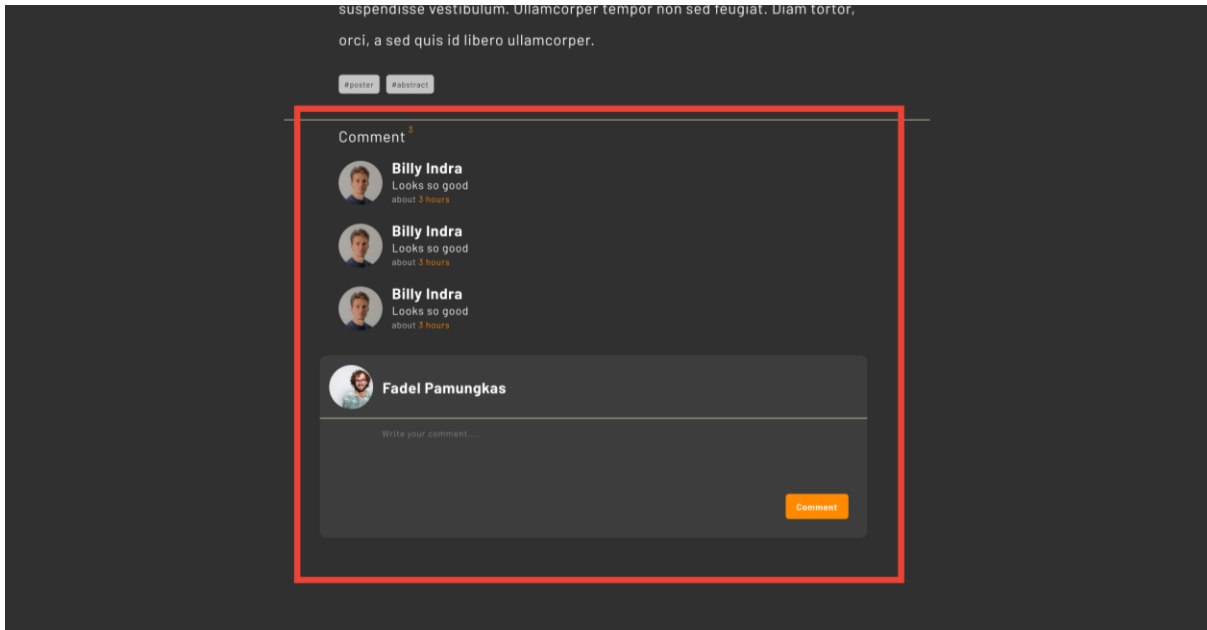 suspendisse vestibulum. Ullamcorper tempor non sed feugiat. Diam tortor,
orci, a sed quis id libero ullamcorper.
#poster #abstract
Comment 3
Billy Indra
Looks so good
about 3 hours
Billy Indra
Looks so good
about 3 hours
Billy Indra
Looks so good
about 3 hours
Fadel Pamungkas
Write your comment....
Comment